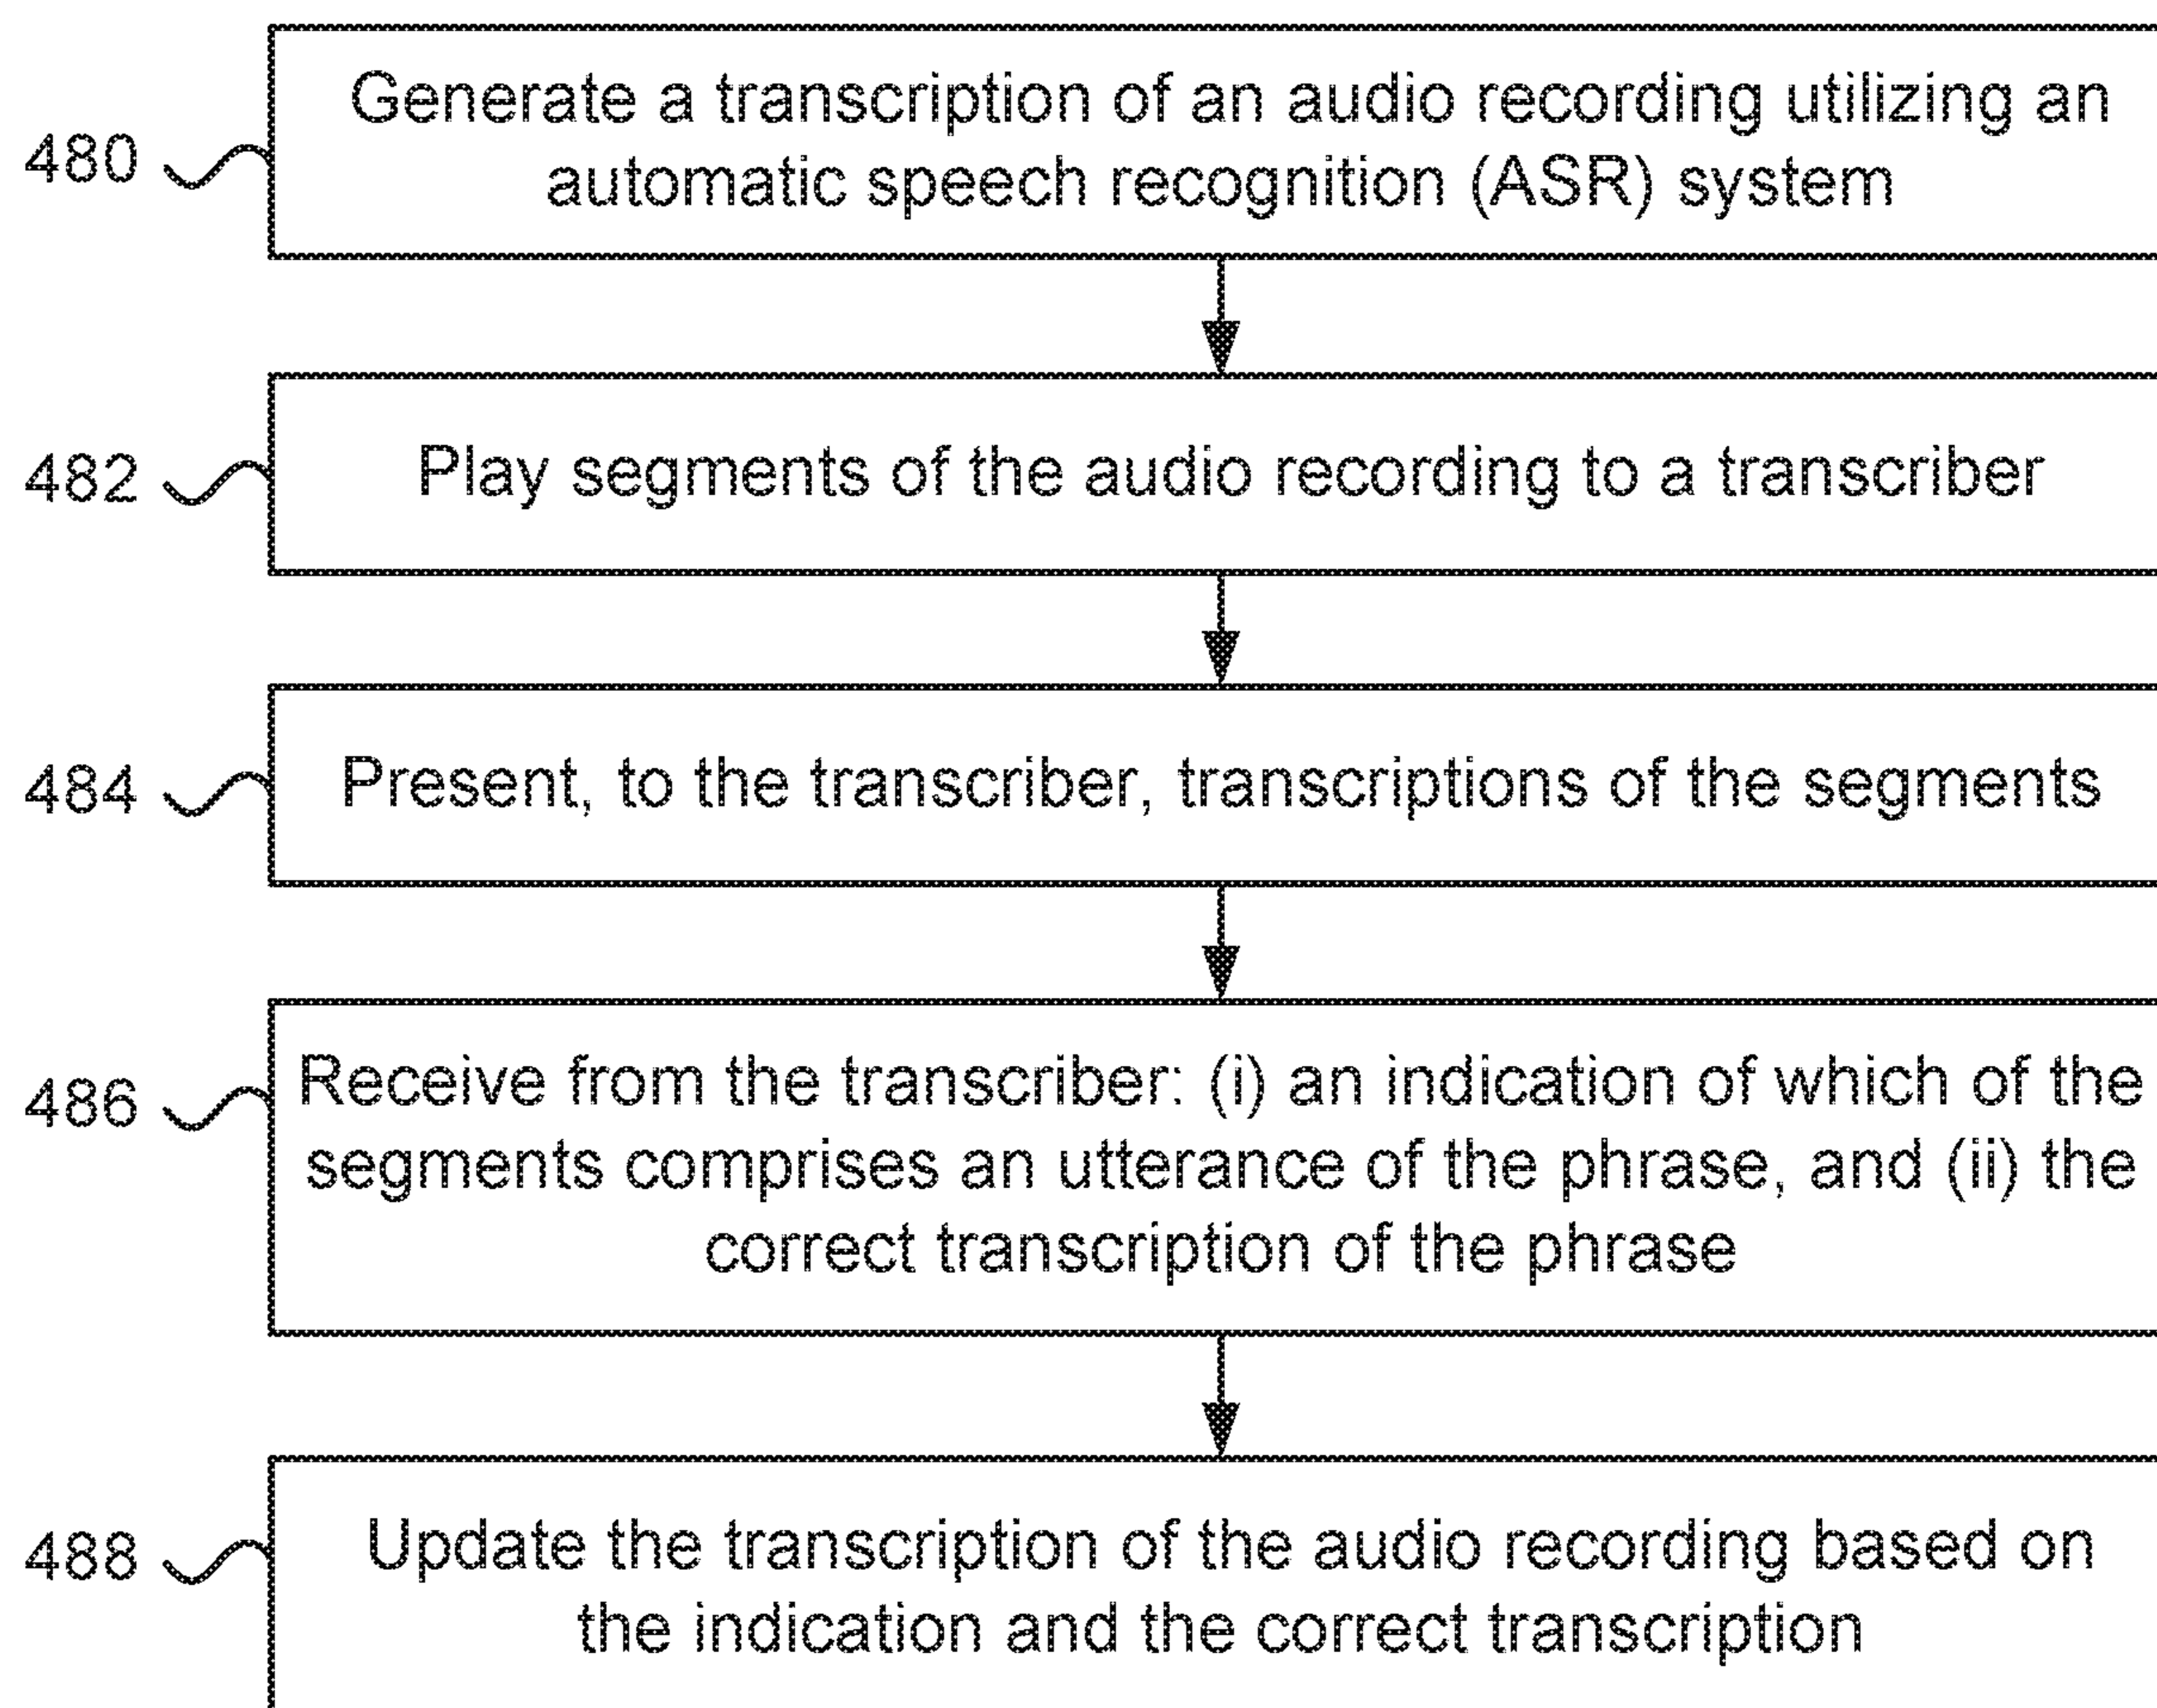 480
Generate a transcription of an audio recording utilizing an
automatic speech recognition (ASR) system
482
Play segments of the audio recording to a transcriber
484
Present, to the transcriber, transcriptions of the segments
486
Receive from the transcriber: (i) an indication of which of the
segments comprises an utterance of the phrase, and (ii) the
correct transcription of the phrase
488
Update the transcription of the audio recording based on
the indication and the correct transcription